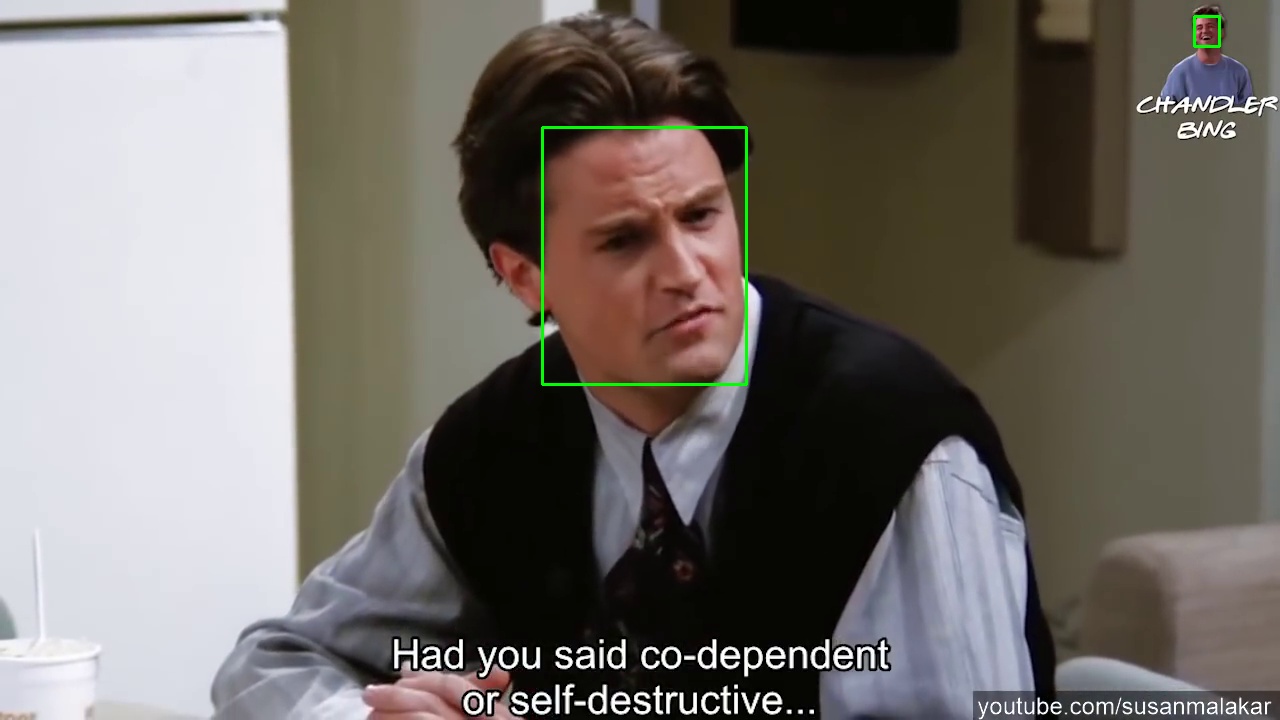 CHANDLER
BING
Had you said co-dependent
or self-destructive...
youtube.com/susanmalakar